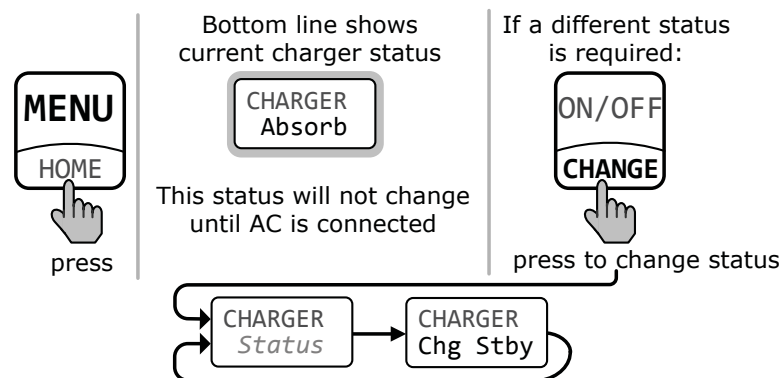 MENU
HOME
press
Bottom line shows
current charger status
CHARGER
Absorb
This status will not change
until AC is connected
If a different status
is required:
ON/OFF
CHANGE
press to change status
CHARGER
Status
CHARGER
Chg Stby